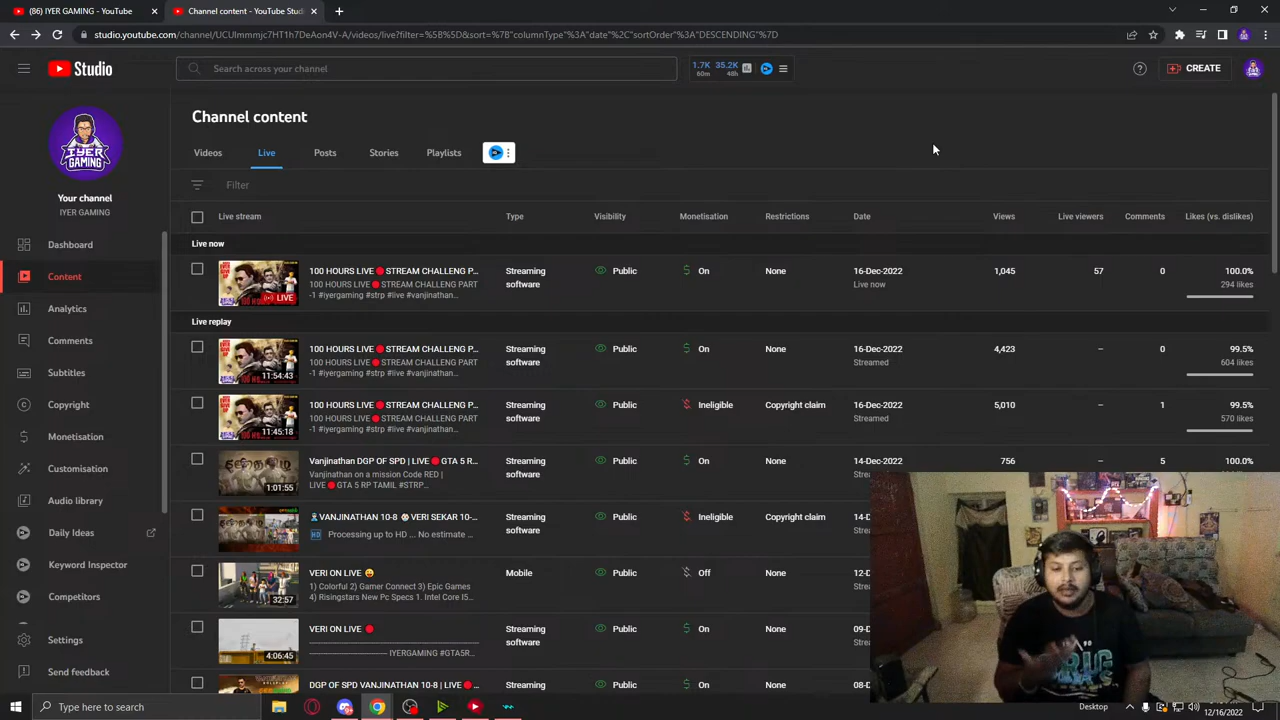 (86) IYER GAMING - YouTube
Channel content - YouTube Stud
studio.youtube.com/channel/UCUlmmmjc7HT1h7DeAon4V-A/videos/live?filter=%5B%5D&sort=%7B"columnType"%3A"date"%2C"sortOrder"%3A"DESCENDING"%7D
Studio
Search across your channel
1.7K 60m
35.2K 48h
CREATE
IYER GAMING
Your channel
IYER GAMING
Dashboard
Content
Analytics
Comments
Subtitles
Copyright
Monetisation
Customisation
Audio library
Daily Ideas
Keyword Inspector
Competitors
Settings
Send feedback
Channel content
Videos Live Posts Stories Playlists
Filter
Live stream Type Visibility Monetisation Restrictions Date Views Live viewers Comments Likes (vs. dislikes)
Live now
100 HOURS LIVE🔴STREAM CHALLENG P... Streaming software Public On None 16-Dec-2022 1,045 57 0 100.0%
100 HOURS LIVE🔴STREAM CHALLENG PART Live now 294 likes
-1 #iyergaming #strp #live #vanjinathan...
LIVE
Live replay
100 HOURS LIVE🔴STREAM CHALLENG P... Streaming software Public On None 16-Dec-2022 4,423 – 0 99.5%
100 HOURS LIVE🔴STREAM CHALLENG PART Streamed 604 likes
-1 #iyergaming #strp #live #vanjinathan...
11:54:43
100 HOURS LIVE🔴STREAM CHALLENG P... Streaming software Public Ineligible Copyright claim 16-Dec-2022 5,010 – 1 99.5%
100 HOURS LIVE🔴STREAM CHALLENG PART Streamed 570 likes
-1 #iyergaming #strp #live #vanjinathan...
11:45:18
Vanjinathan DGP OF SPD | LIVE🔴GTA 5 R... Streaming software Public On None 14-Dec-2022 756 – 5 100.0%
Vanjinathan on a mission Code RED |
LIVE🔴GTA 5 RP TAMIL #STRP...
1:01:55
VANJINATHAN 10-8 VERI SEKAR 10-... Streaming software Public Ineligible Copyright claim 14-D
HD Processing up to HD ... No estimate ...
VERI ON LIVE 😀 Mobile Public Off None 12-D
1) Colorful 2) Gamer Connect 3) Epic Games
4) Risingstars New Pc Specs 1. Intel Core I5...
32:57
VERI ON LIVE 🔴 Streaming software Public On None 09-D
IYERGAMING #GTA5R...
4:06:45
DGP OF SPD VANJINATHAN 10-8 | LIVE🔴... Streaming Public On None 08-D
Type here to search
Desktop
12/16/2022